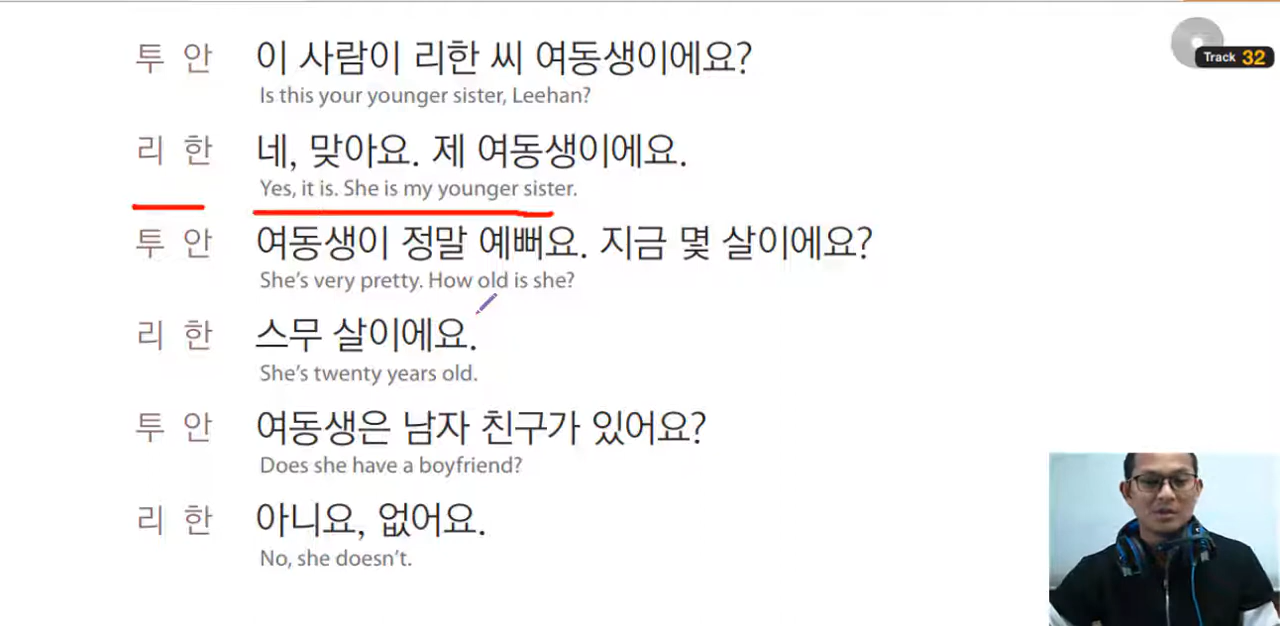 Track 32
투 안 이 사람이 리한 씨 여동생이에요?
Is this your younger sister, Leehan?
리 한 네, 맞아요. 제 여동생이에요.
Yes, it is. She is my younger sister.
투 안 여동생이 정말 예뻐요. 지금 몇 살이에요?
She's very pretty. How old is she?
리 한 스무 살이에요.
She's twenty years old.
투 안 여동생은 남자 친구가 있어요?
Does she have a boyfriend?
리 한 아니요, 없어요.
No, she doesn't.